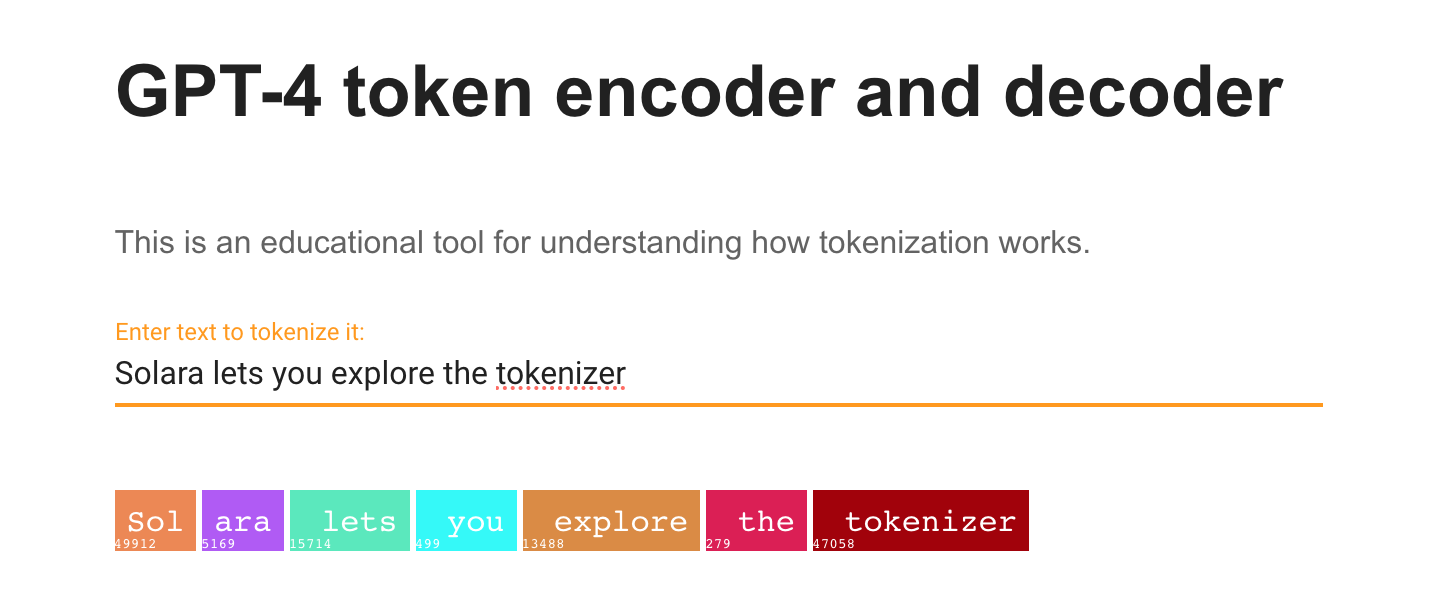 GPT-4 token encoder and decoder
This is an educational tool for understanding how tokenization works.
Enter text to tokenize it:
Solara lets you explore the tokenizer
Sol ara lets you explore the tokenizer
49912 5169 15714 499 13488 279 47058